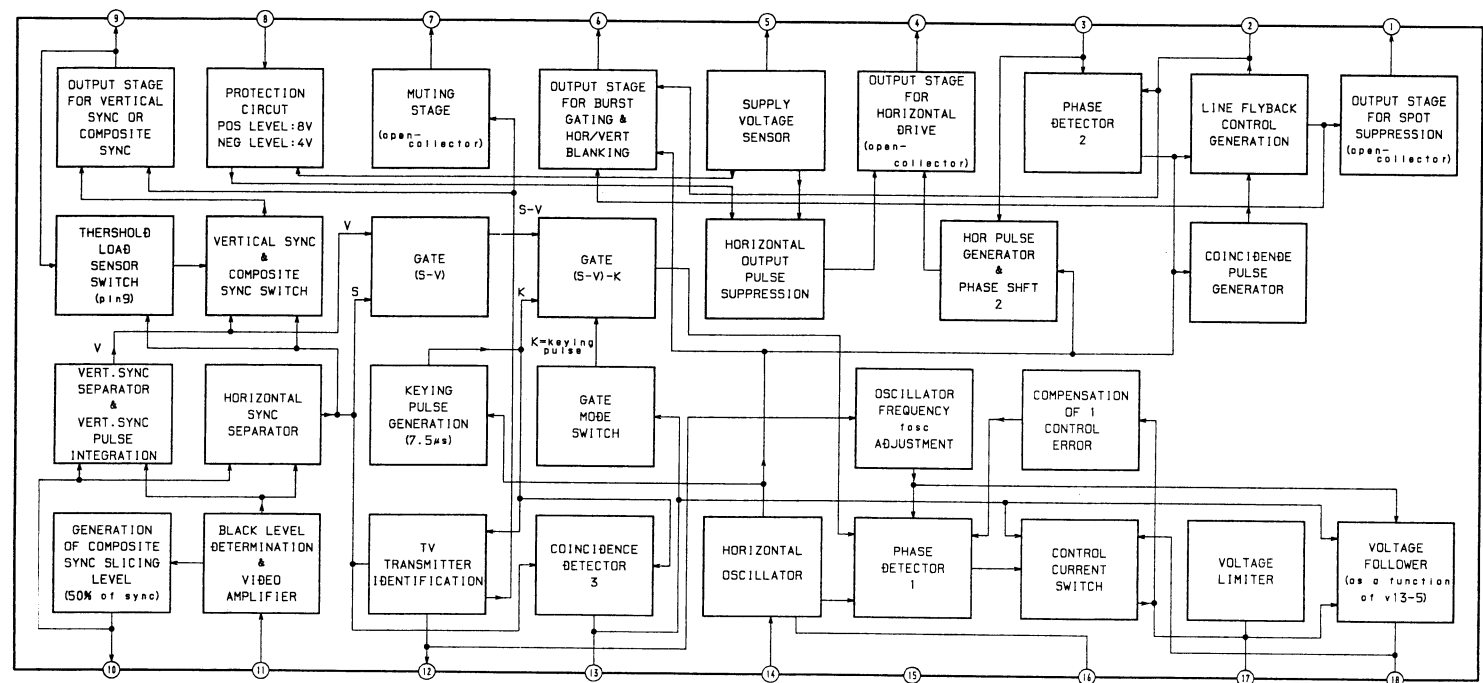 9
8
7
6
5
4
3
2
1
OUTPUT STAGE
FOR VERTICAL
SYNC OR
COMPOSITE
SYNC
PROTECTION
CIRCUT
POS LEVEL:8V
NEG LEVEL:4V
MUTING
STAGE
(open-
collector)
OUTPUT STAGE
FOR BURST
GATING &
HOR/VERT
BLANKING
SUPPLY
VOLTAGE
SENSOR
OUTPUT STAGE
FOR
HORIZONTAL
DRIVE
(open-
collector)
PHASE
DETECTOR
2
LINE FLYBACK
CONTROL
GENERATION
OUTPUT STAGE
FOR SPOT
SUPPRESSION
(open-
collector)
THERSHOLD
LOAD
SENSOR
SWITCH
(pin9)
VERTICAL SYNC
&
COMPOSITE
SYNC SWITCH
V
S
GATE
(S-V)
S-V
K
GATE
(S-V)-K
HORIZONTAL
OUTPUT
PULSE
SUPPRESSION
HOR PULSE
GENERATOR
&
PHASE SHFT
2
COINCIDENDE
PULSE
GENERATOR
V
K=keying
pulse
VERT.SYNC
SEPARATOR
&
VERT.SYNC
PULSE
INTEGRATION
HORIZONTAL
SYNC
SEPARATOR
KEYING
PULSE
GENERATION
(7.5µs)
GATE
MODE
SWITCH
OSCILLATOR
FREQUENCY
fosc
ADJUSTMENT
COMPENSATION
OF 1
CONTROL
ERROR
GENERATION
OF COMPOSITE
SYNC SLICING
LEVEL
(50% of sync)
BLACK LEVEL
DETERMINATION
&
VIDEO
AMPLIFIER
TV
TRANSMITTER
IDENTIFICATION
COINCIDENCE
DETECTOR
3
HORIZONTAL
OSCILLATOR
PHASE
DETECTOR
1
CONTROL
CURRENT
SWITCH
VOLTAGE
LIMITER
VOLTAGE
FOLLOWER
(as a function
of v13-5)
10
11
12
13
14
15
16
17
18